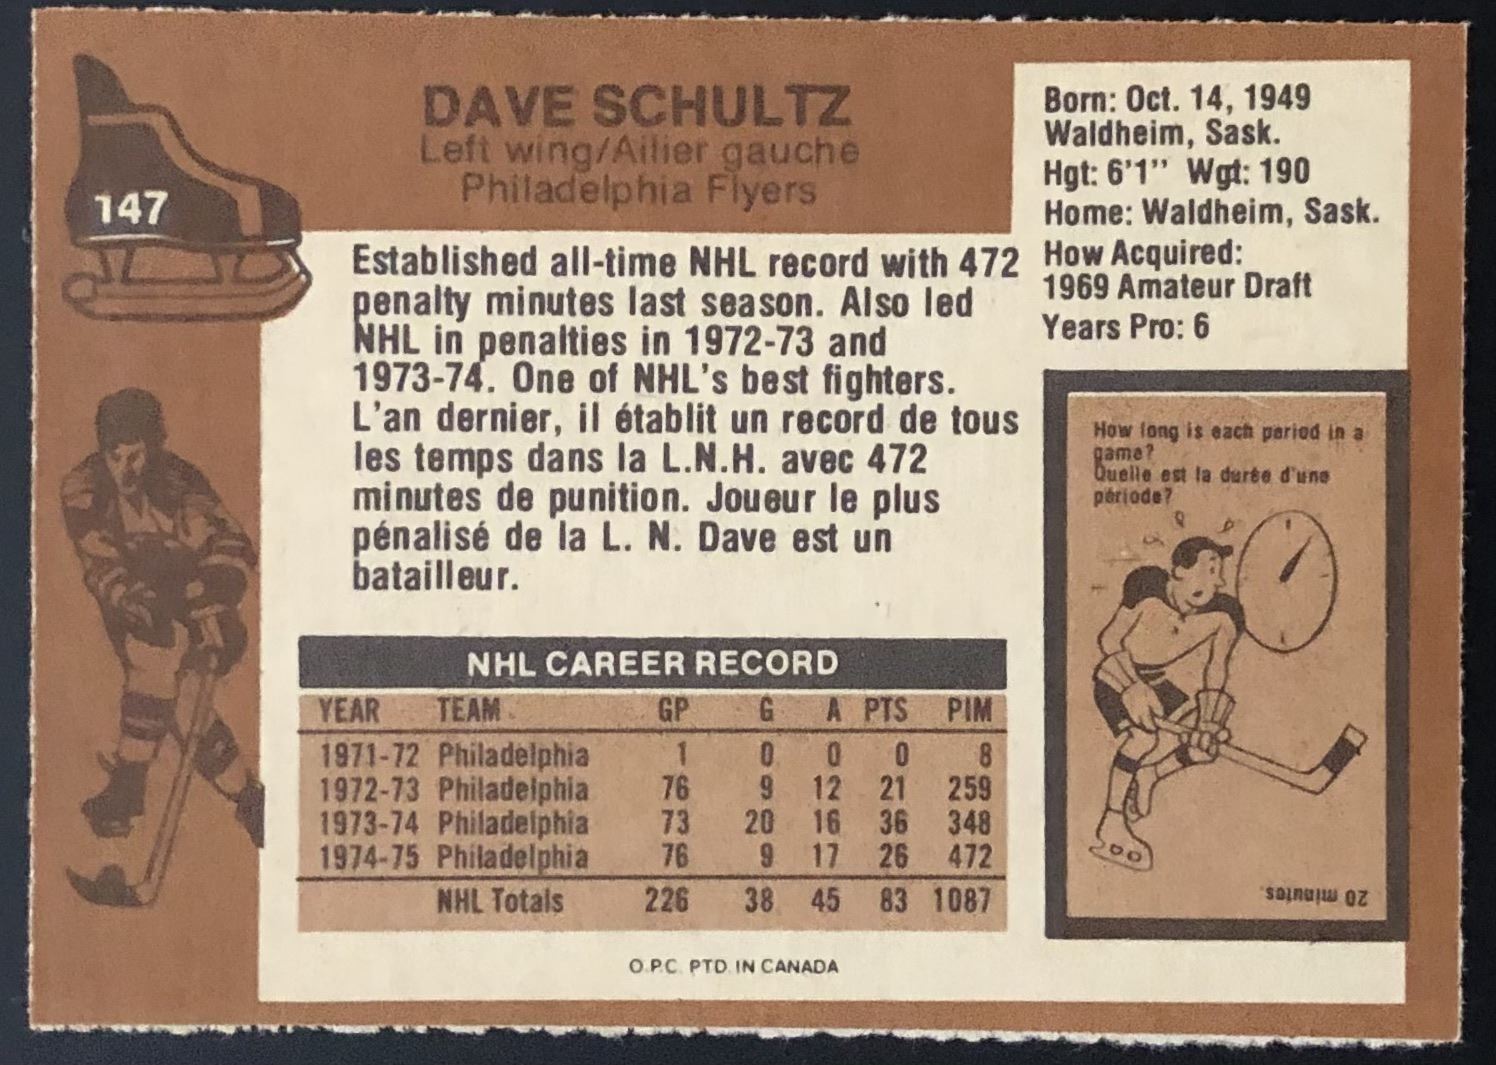 DAVE SCHULTZ
Left wing/Ailier gauche
Philadelphia Flyers
147
Born: Oct. 14, 1949
Waldheim, Sask.
Hgt: 6'1" Wgt: 190
Home: Waldheim, Sask.
How Acquired:
1969 Amateur Draft
Years Pro: 6
Established all-time NHL record with 472
penalty minutes last season. Also led
NHL in penalties in 1972-73 and
1973-74. One of NHL's best fighters.
L'an dernier, il établit un record de tous
les temps dans la L.N.H. avec 472
minutes de punition. Joueur le plus
pénalisé de la L. N. Dave est un
batailleur.
How long is each period in a
game?
Quelle est la durée d'une
période?
20 minutes
NHL CAREER RECORD
YEAR TEAM GP G A PTS PIM
1971-72 Philadelphia 1 0 0 0 8
1972-73 Philadelphia 76 9 12 21 259
1973-74 Philadelphia 73 20 16 36 348
1974-75 Philadelphia 76 9 17 26 472
NHL Totals 226 38 45 83 1087
O.P.C. PTD. IN CANADA